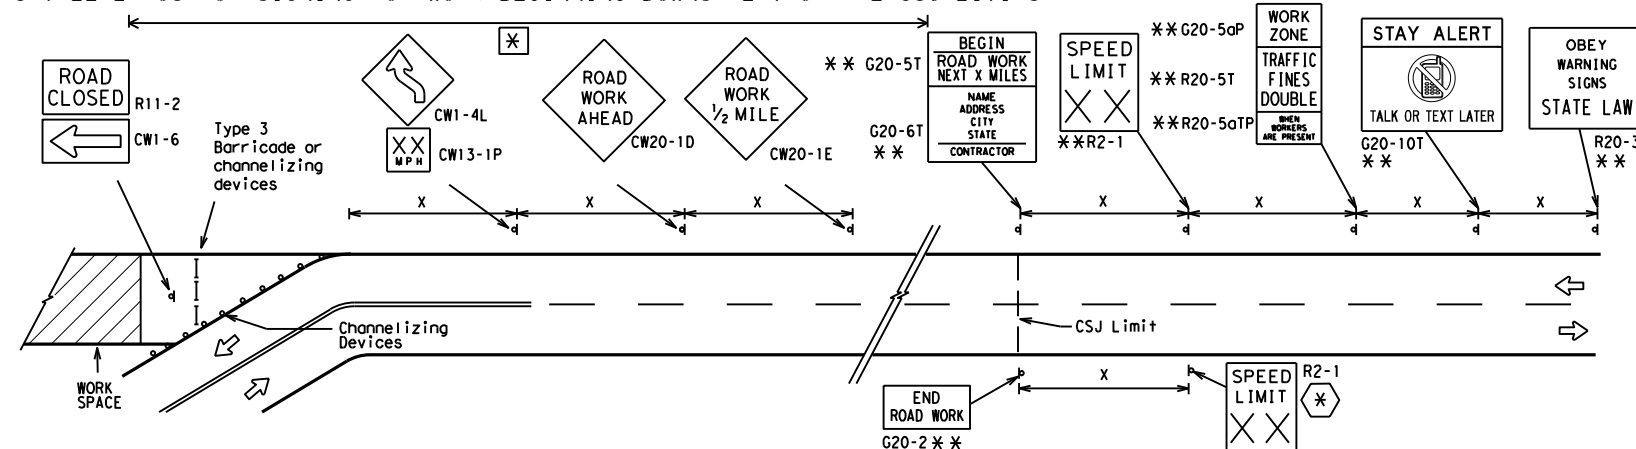 ROAD
CLOSED
R11-2
CW1-6
Type 3
Barricade or
channelizing
devices
CW1-4L
XX
MPH
CW13-1P
*
ROAD
WORK
AHEAD
CW20-1D
ROAD
WORK
1/2 MILE
CW20-1E
** G20-5T
G20-6T
**
BEGIN
ROAD WORK
NEXT X MILES
NAME
ADDRESS
CITY
STATE
CONTRACTOR
SPEED
LIMIT
XX
**R2-1
**G20-5aP
**R20-5T
**R20-5aTP
WORK
ZONE
TRAFFIC
FINES
DOUBLE
WHEN
WORKERS
ARE PRESENT
STAY ALERT
TALK OR TEXT LATER
G20-10T
**
OBEY
WARNING
SIGNS
STATE LAW
R20-3
**
X
X
X
X
X
X
X
Channelizing
Devices
CSJ Limit
WORK
SPACE
END
ROAD WORK
G20-2 **
X
SPEED
LIMIT
XX
R2-1
*